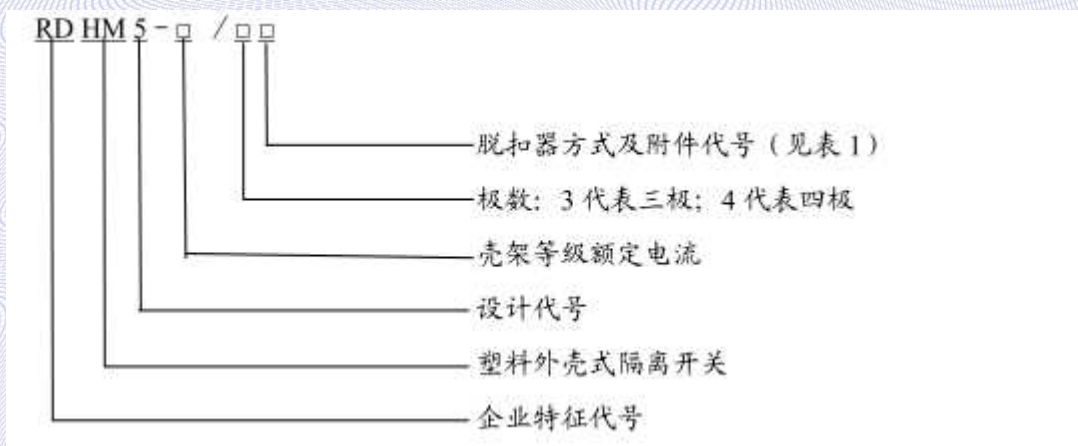 RD HM 5-□ /□□
脱扣器方式及附件代号（见表1）
极数：3代表三极；4代表四极
壳架等级额定电流
设计代号
塑料外壳式隔离开关
企业特征代号